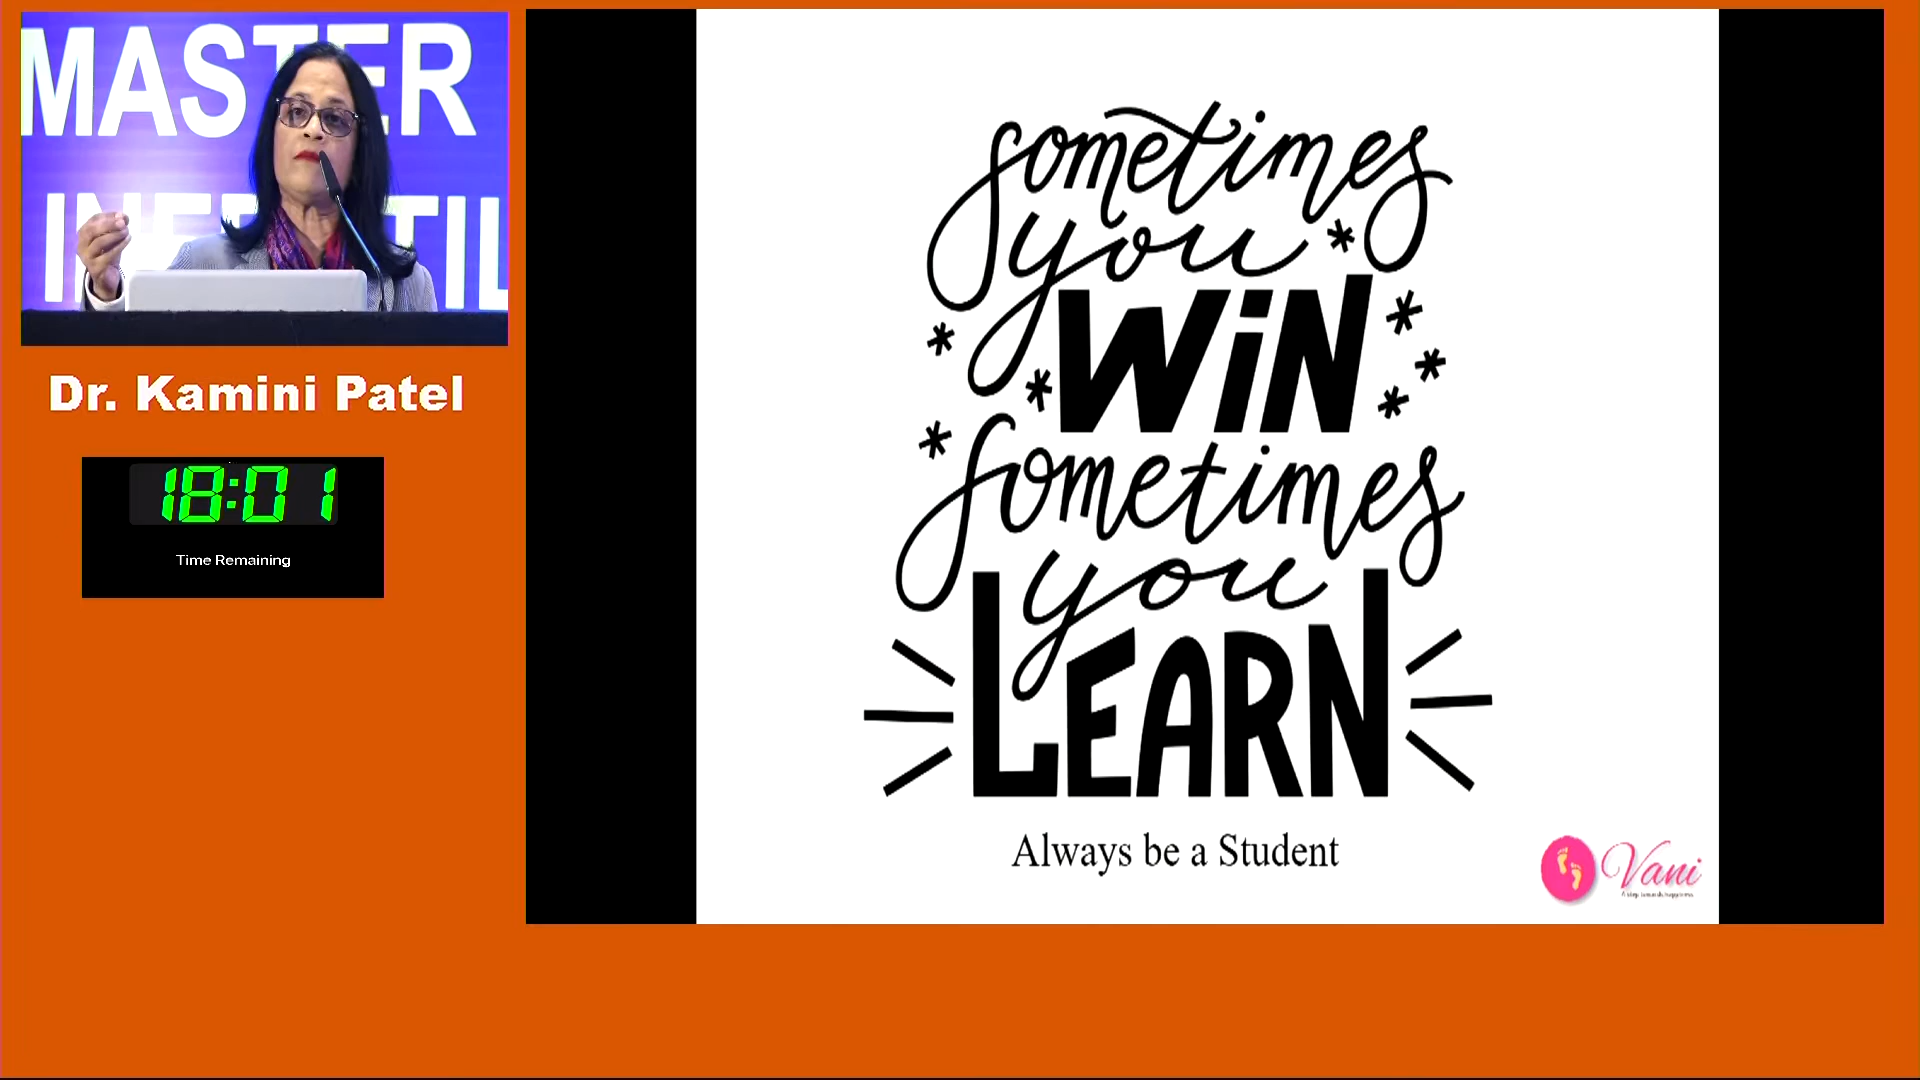 MASTER
Dr. Kamini Patel
18:01
Time Remaining
sometimes
you
WiN
Sometimes
you
LEARN
Always be a Student
Vani